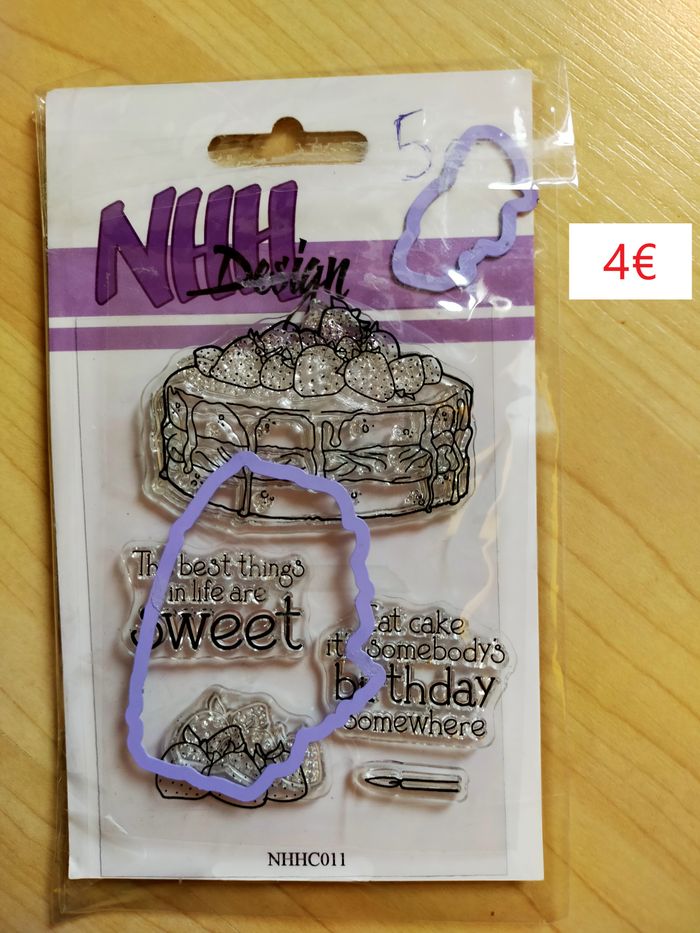 5
NHH
Design
4€
The best things
in life are
sweet
Eat cake
it's somebody's
birthday
somewhere
NHHC011